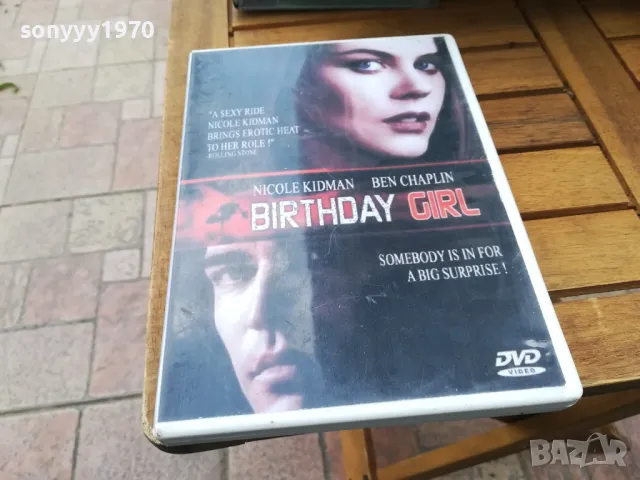 sonyyy1970
"A SEXY RIDE
NICOLE KIDMAN
BRINGS EROTIC HEAT
TO HER ROLE !"
ROLLING STONE
NICOLE KIDMAN BEN CHAPLIN
BIRTHDAY GIRL
SOMEBODY IS IN FOR
A BIG SURPRISE !
DVD
VIDEO
BAZAR